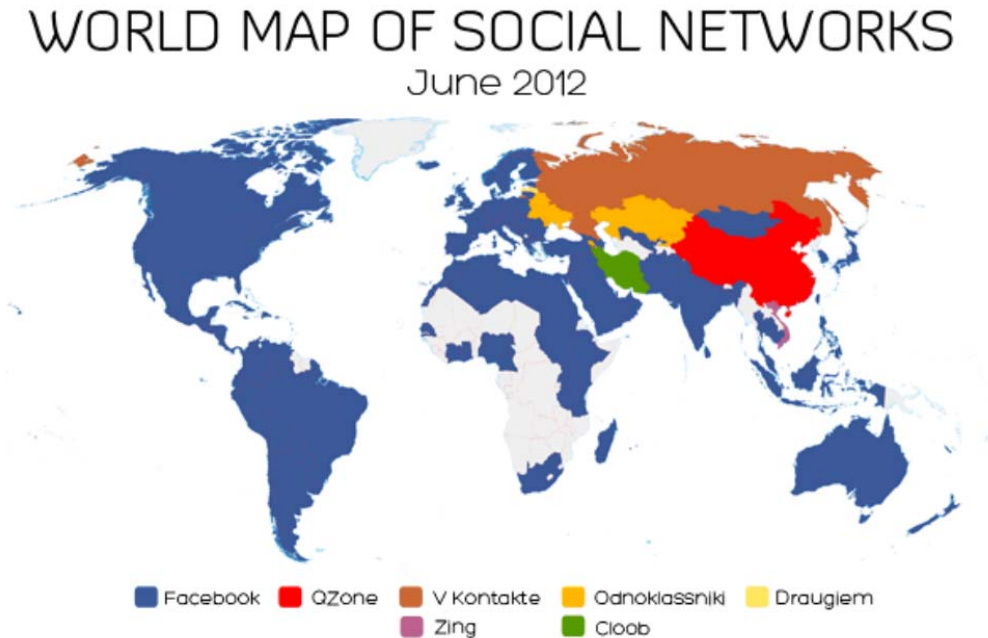 WORLD MAP OF SOCIAL NETWORKS
June 2012
Facebook QZone V Kontakte Odnoklassniki Draugiem
Zing Cloob